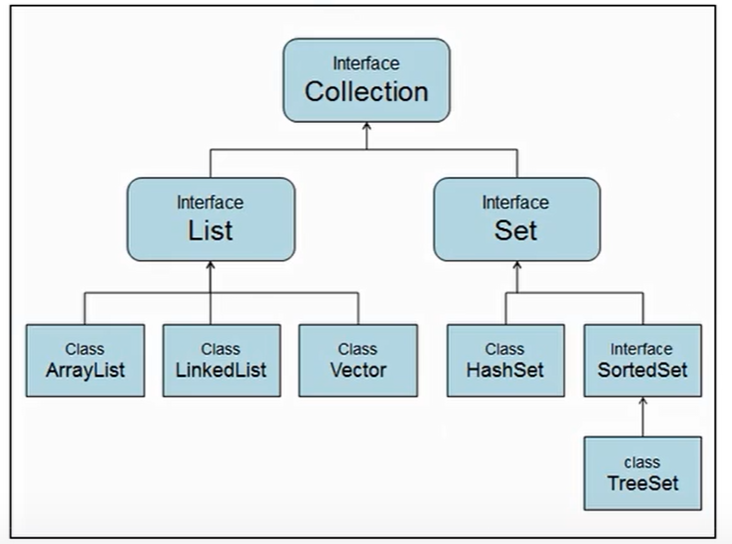 Interface
Collection
Interface
List
Interface
Set
Class
ArrayList
Class
LinkedList
Class
Vector
Class
HashSet
Interface
SortedSet
class
TreeSet